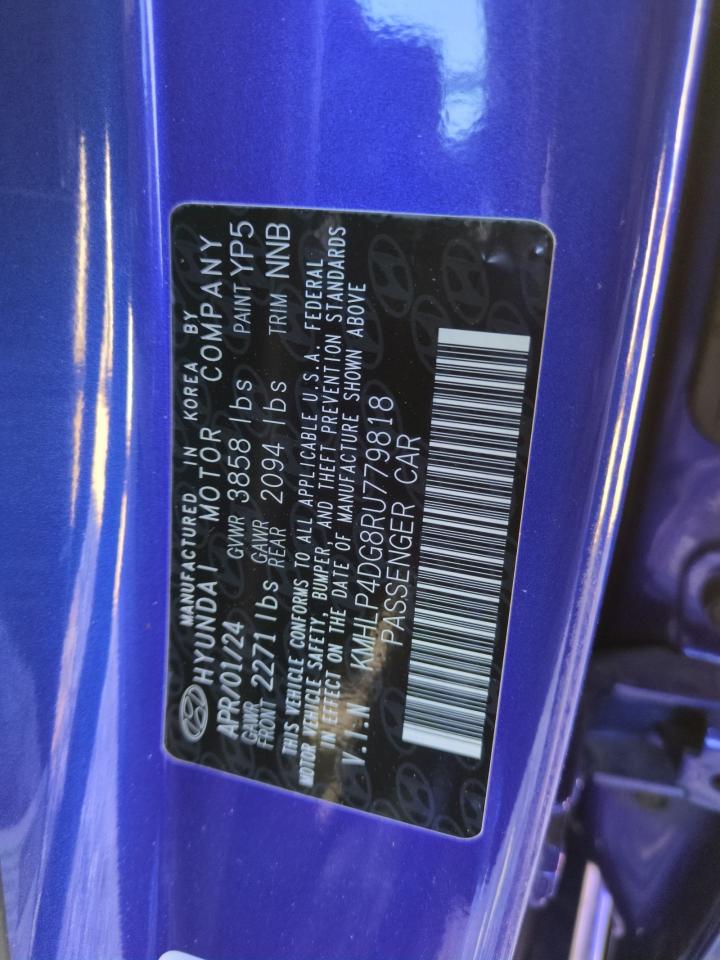 MANUFACTURED IN KOREA BY
HYUNDAI MOTOR COMPANY
APR/01/24 GVWR 3858 lbs PAINT YP5
GAWR FRONT 2271 lbs GAWR REAR 2094 lbs TRIM NNB
THIS VEHICLE CONFORMS TO ALL APPLICABLE U.S.A. FEDERAL
MOTOR VEHICLE SAFETY, BUMPER, AND THEFT PREVENTION STANDARDS
IN EFFECT ON THE DATE OF MANUFACTURE SHOWN ABOVE
V.I.N KMHLP4DG8RU779818
PASSENGER CAR